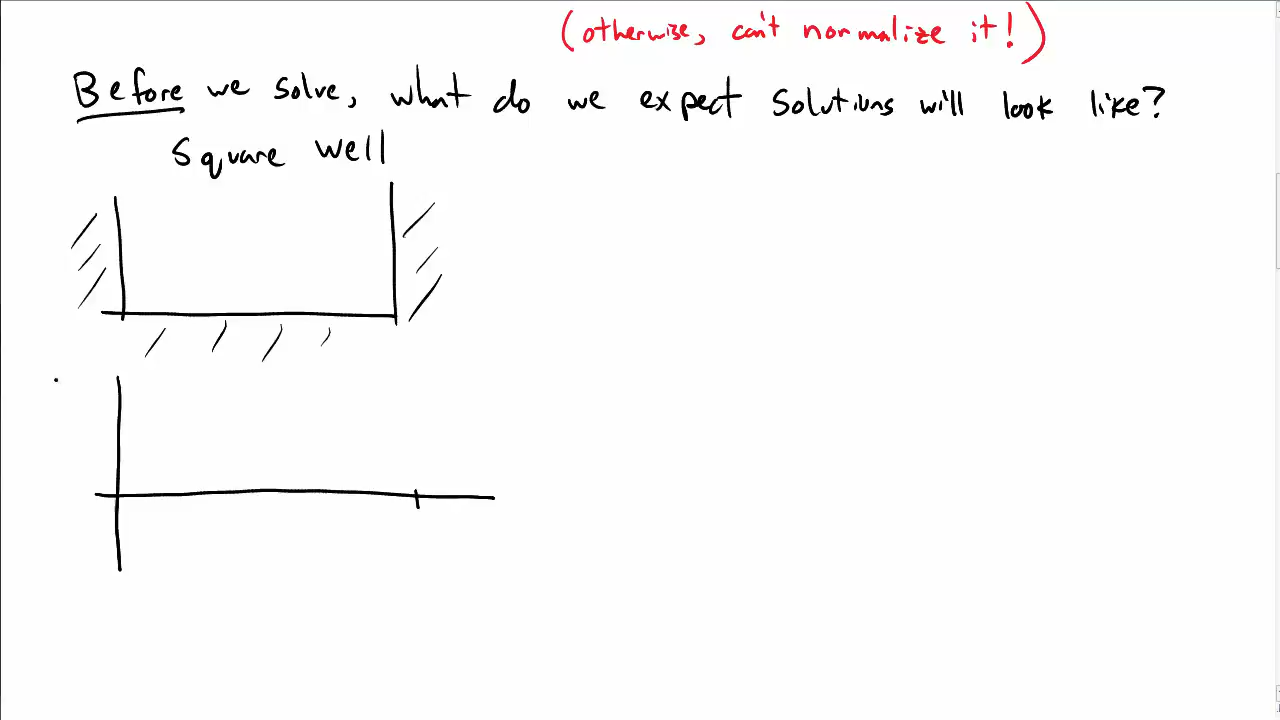 (otherwise, can't normalize it!)
Before we solve, what do we expect solutions will look like?
Square well